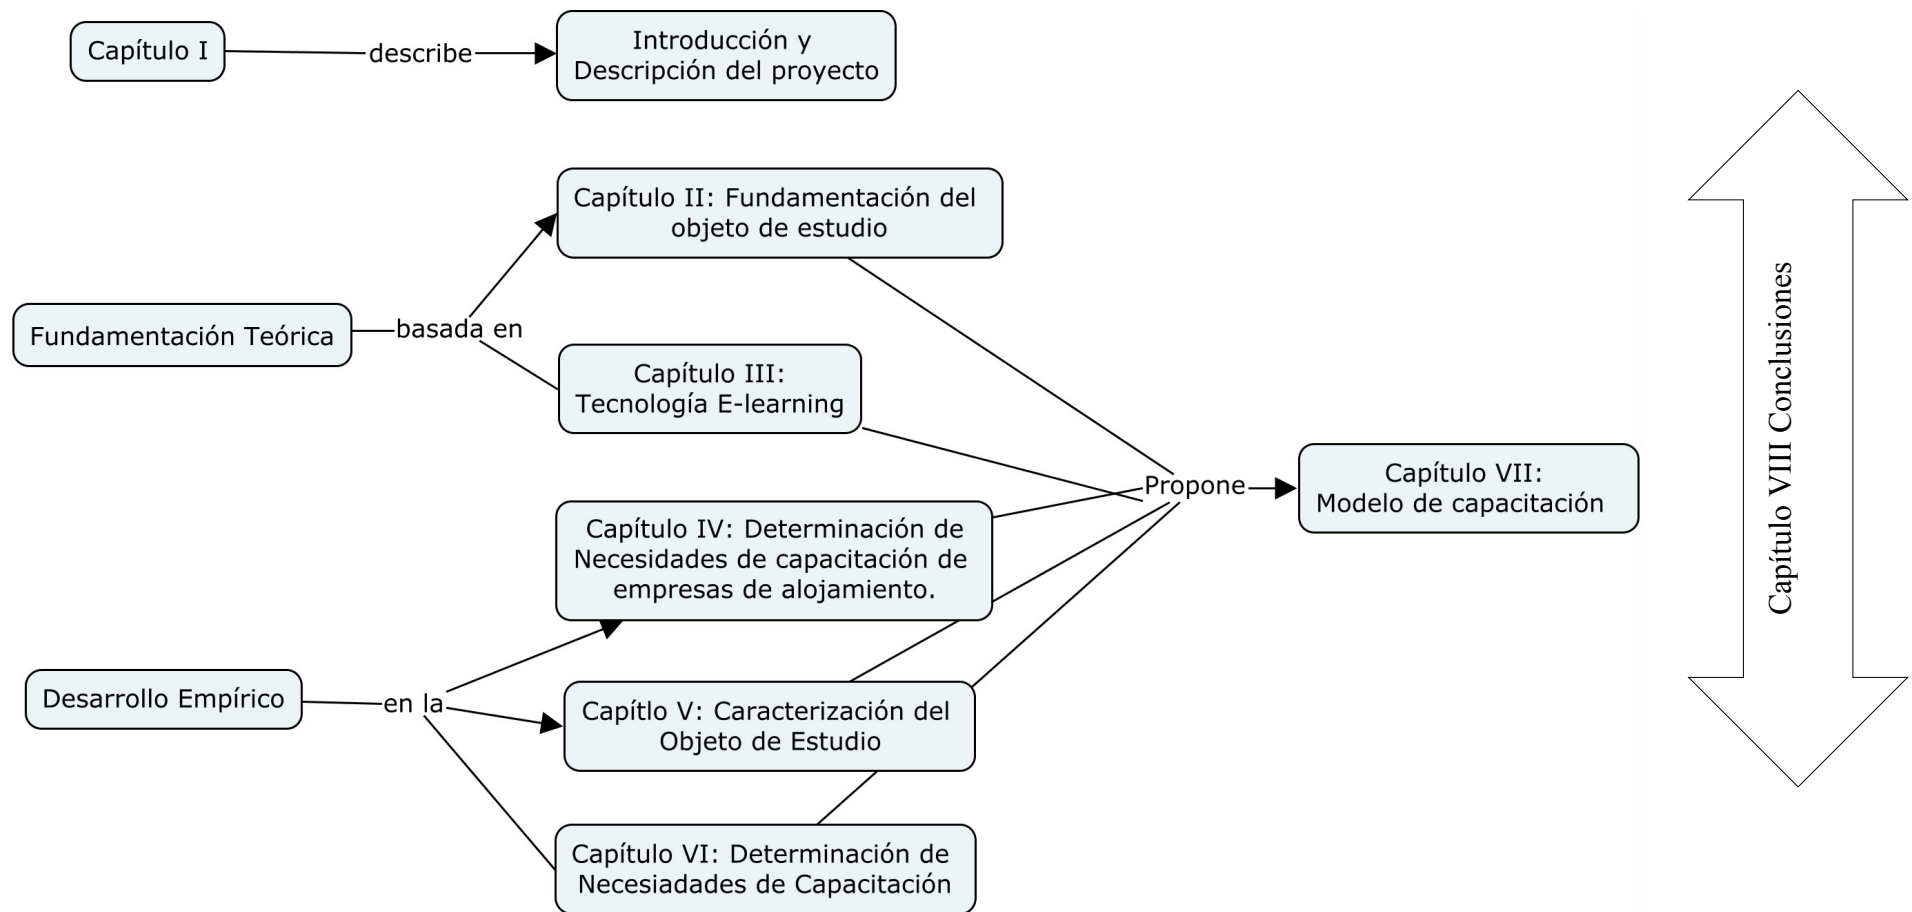 Capítulo I
describe
Introducción y
Descripción del proyecto
Capítulo II: Fundamentación del
objeto de estudio
Fundamentación Teórica
basada en
Capítulo III:
Tecnología E-learning
Propone
Capítulo VII:
Modelo de capacitación
Capítulo IV: Determinación de
Necesidades de capacitación de
empresas de alojamiento.
Desarrollo Empírico
en la
Capítlo V: Caracterización del
Objeto de Estudio
Capítulo VI: Determinación de
Necesiadades de Capacitación
Capítulo VIII Conclusiones